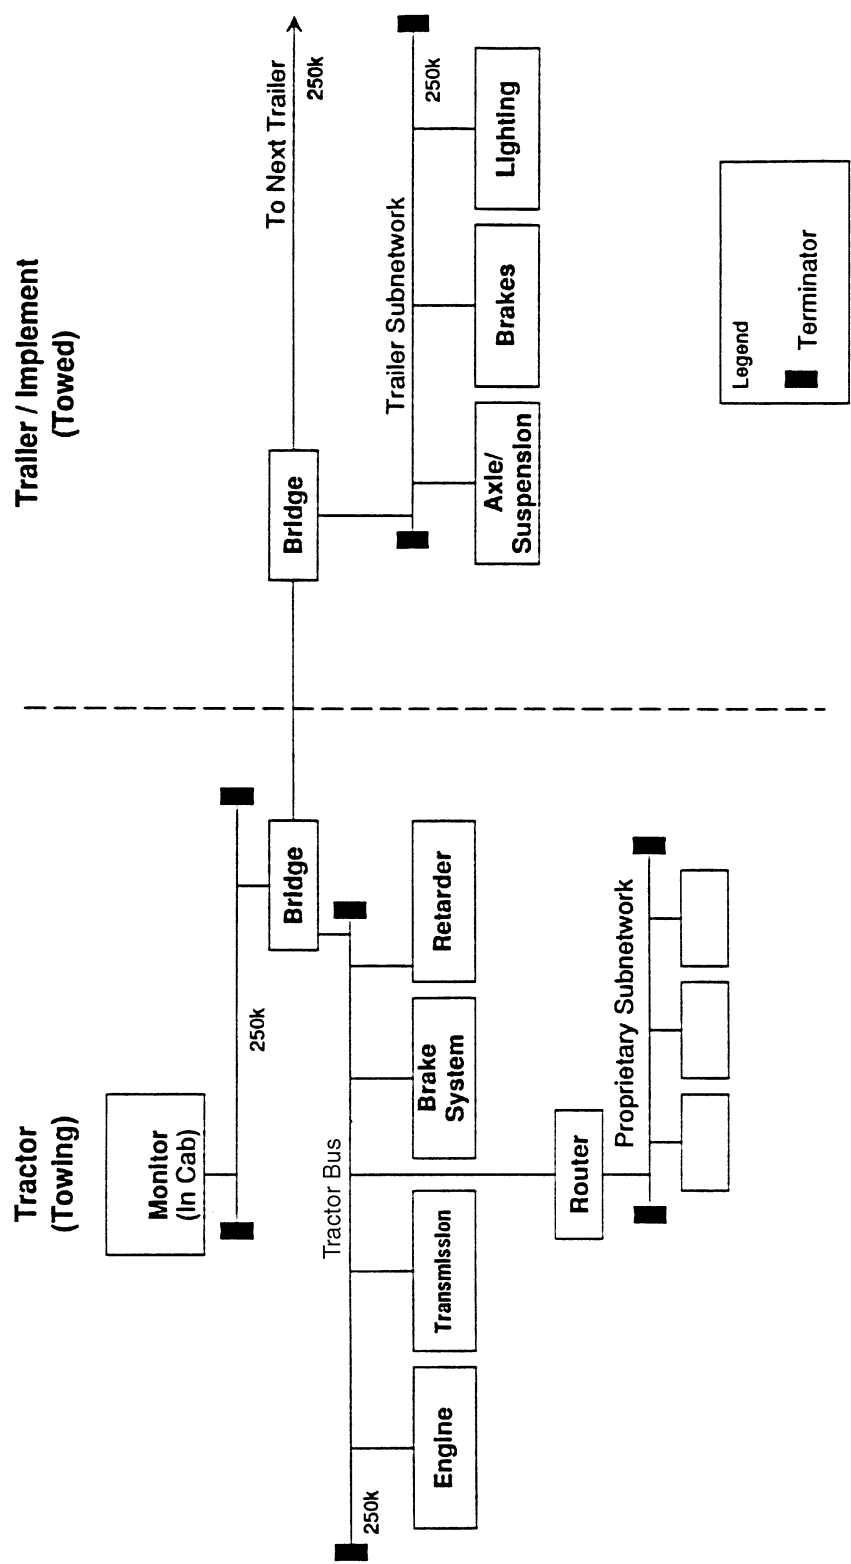 Tractor
(Towing)
Trailer / Implement
(Towed)
Monitor
(In Cab)
250k
Bridge
Bridge
To Next Trailer
250k
Tractor Bus
250k
Engine
Transmission
Brake
System
Retarder
Trailer Subnetwork
250k
Axle/
Suspension
Brakes
Lighting
Router
Proprietary Subnetwork
Legend
Terminator